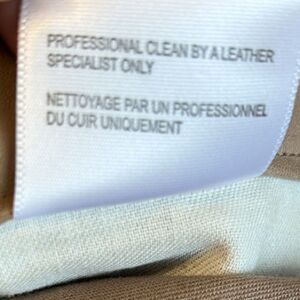 PROFESSIONAL CLEAN BY A LEATHER
SPECIALIST ONLY
NETTOYAGE PAR UN PROFESSIONNEL
DU CUIR UNIQUEMENT